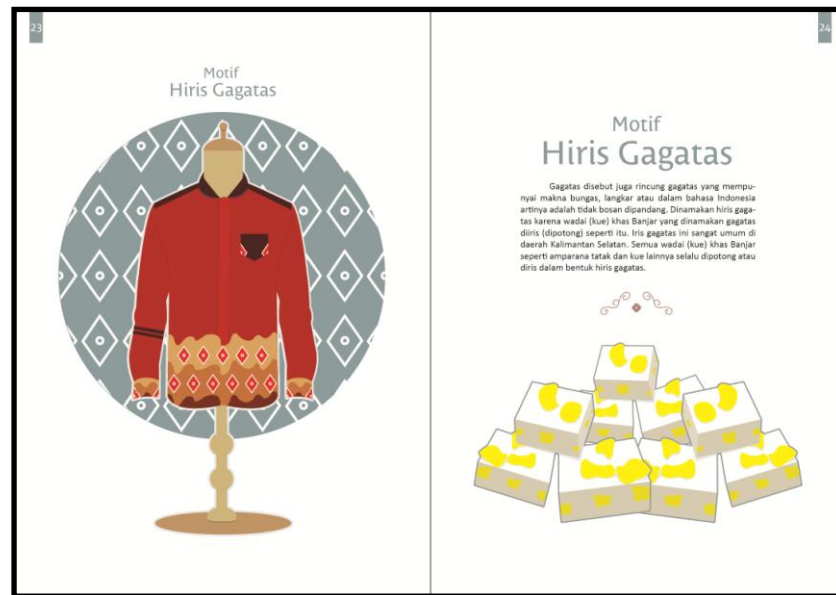 23
Motif
Hiris Gagatas
24
Motif
Hiris Gagatas
Gagatas disebut juga rincung gagatas yang mempu-
nyai makna bungas, langkar atau dalam bahasa Indonesia
artinya adalah tidak bosan dipandang. Dinamakan hiris gaga-
tas karena wadai (kue) khas Banjar yang dinamakan gagatas
diiris (dipotong) seperti itu. Iris gagatas ini sangat umum di
daerah Kalimantan Selatan. Semua wadai (kue) khas Banjar
seperti amparana tatak dan kue lainnya selalu dipotong atau
diris dalam bentuk hiris gagatas.